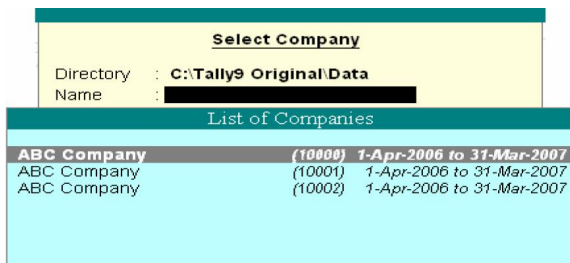 Select Company
Directory : C:\Tally9 Original\Data
Name :
List of Companies
ABC Company (10000) 1-Apr-2006 to 31-Mar-2007
ABC Company (10001) 1-Apr-2006 to 31-Mar-2007
ABC Company (10002) 1-Apr-2006 to 31-Mar-2007